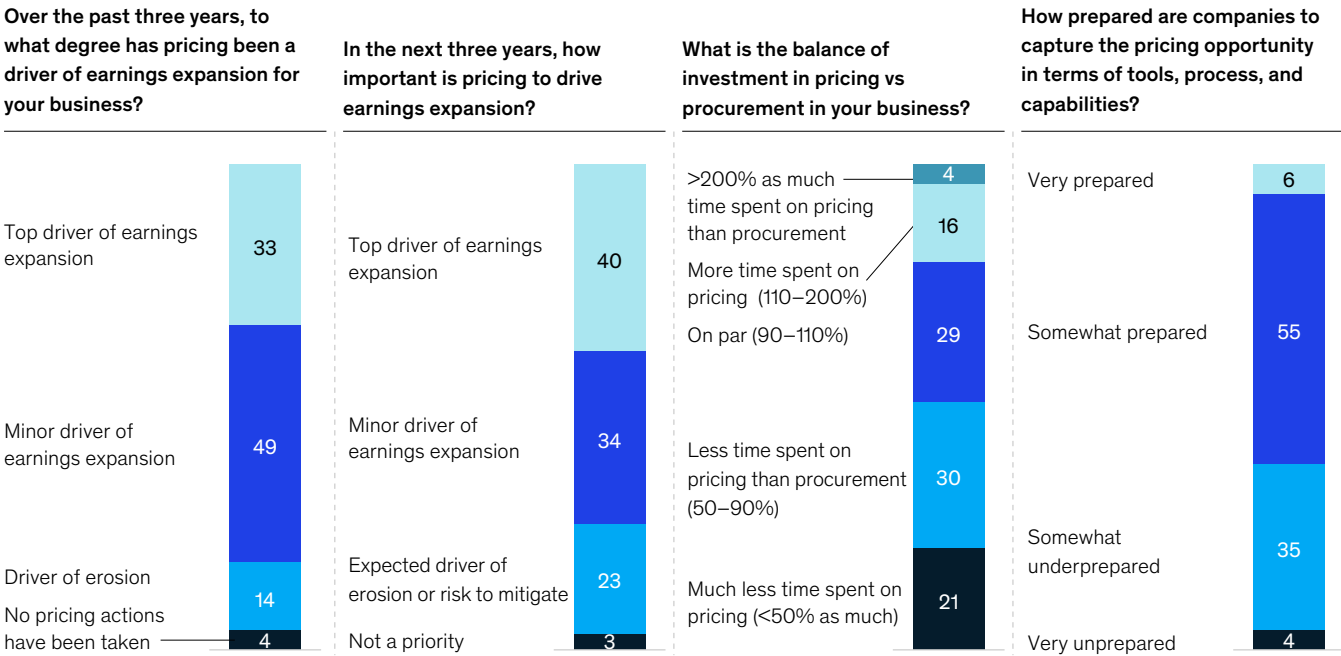 Over the past three years, to
what degree has pricing been a
driver of earnings expansion for
your business?
Top driver of earnings
expansion
33
Minor driver of
earnings expansion
49
Driver of erosion
14
No pricing actions
have been taken
4
In the next three years, how
important is pricing to drive
earnings expansion?
Top driver of earnings
expansion
40
Minor driver of
earnings expansion
34
Expected driver of
erosion or risk to mitigate
23
Not a priority
3
What is the balance of
investment in pricing vs
procurement in your business?
>200% as much
time spent on pricing
than procurement
4
More time spent on
pricing (110–200%)
16
On par (90–110%)
29
Less time spent on
pricing than procurement
(50–90%)
30
Much less time spent on
pricing (<50% as much)
21
How prepared are companies to
capture the pricing opportunity
in terms of tools, process, and
capabilities?
Very prepared
6
Somewhat prepared
55
Somewhat
underprepared
35
Very unprepared
4